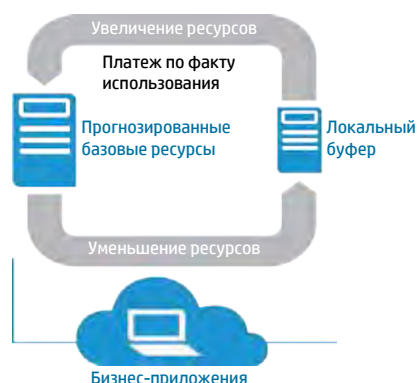 Увеличение ресурсов
Платеж по факту
использования
Прогнозированные
базовые ресурсы
Локальный
буфер
Уменьшение ресурсов
Бизнес-приложения